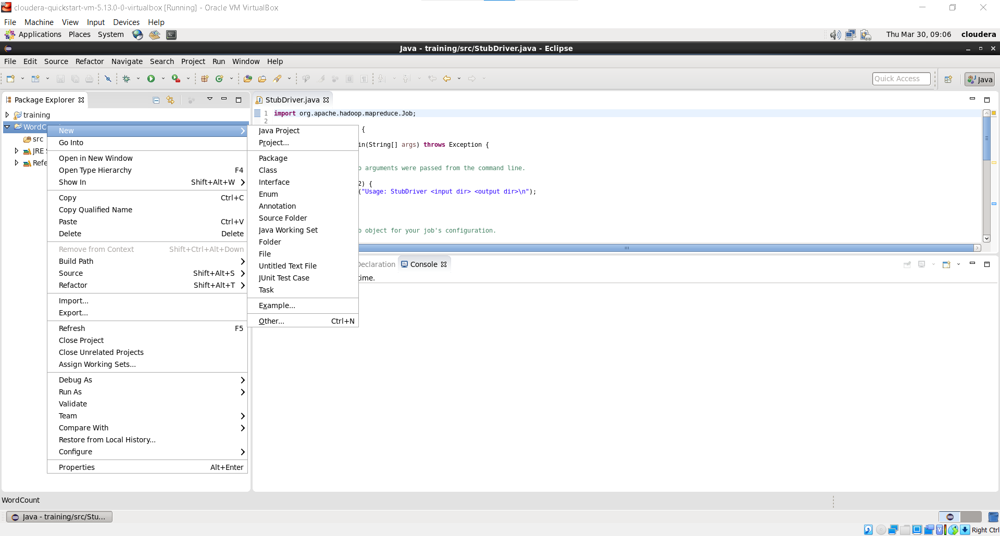 cloudera-quickstart-vm-5.13.0-0-virtualbox [Running] - Oracle VM VirtualBox
File Machine View Input Devices Help
Applications Places System Thu Mar 30, 09:06 cloudera
Java - training/src/StubDriver.java - Eclipse
File Edit Source Refactor Navigate Search Project Run Window Help
Quick Access Java
Package Explorer
training
WordC
src
JRE
Refe
New
Go Into
Open in New Window
Open Type Hierarchy F4
Show In Shift+Alt+W
Copy Ctrl+C
Copy Qualified Name
Paste Ctrl+V
Delete Delete
Remove from Context Shift+Ctrl+Alt+Down
Build Path
Source Shift+Alt+S
Refactor Shift+Alt+T
Import...
Export...
Refresh F5
Close Project
Close Unrelated Projects
Assign Working Sets...
Debug As
Run As
Validate
Team
Compare With
Restore from Local History...
Configure
Properties Alt+Enter
Java Project
Project...
Package
Class
Interface
Enum
Annotation
Source Folder
Java Working Set
Folder
File
Untitled Text File
JUnit Test Case
Task
Example...
Other... Ctrl+N
StubDriver.java
1 import org.apache.hadoop.mapreduce.Job;
2
{
in(String[] args) throws Exception {
arguments were passed from the command line.
2) {
("Usage: StubDriver <input dir> <output dir>\n");
object for your job's configuration.
Declaration Console
time.
WordCount
Java - training/src/Stu...
Right Ctrl